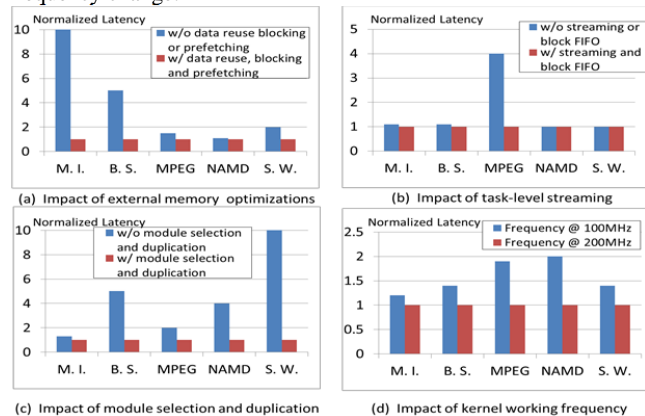 Normalized Latency
10
8
6
4
2
0
w/o data reuse blocking
or prefetching
w/ data reuse, blocking
and prefetching
M. I. B. S. MPEG NAMD S. W.
(a) Impact of external memory optimizations
Normalized Latency
5
4
3
2
1
0
w/o streaming or
block FIFO
w/ streaming and
block FIFO
M. I. B. S. MPEG NAMD S. W.
(b) Impact of task-level streaming
Normalized Latency
10
8
6
4
2
0
w/o module selection
and duplication
w/ module selection
and duplication
M. I. B. S. MPEG NAMD S. W.
(c) Impact of module selection and duplication
Normalized Latency
2.5
2
1.5
1
0.5
0
Frequency @ 100MHz
Frequency @ 200MHz
M. I. B. S. MPEG NAMD S. W.
(d) Impact of kernel working frequency